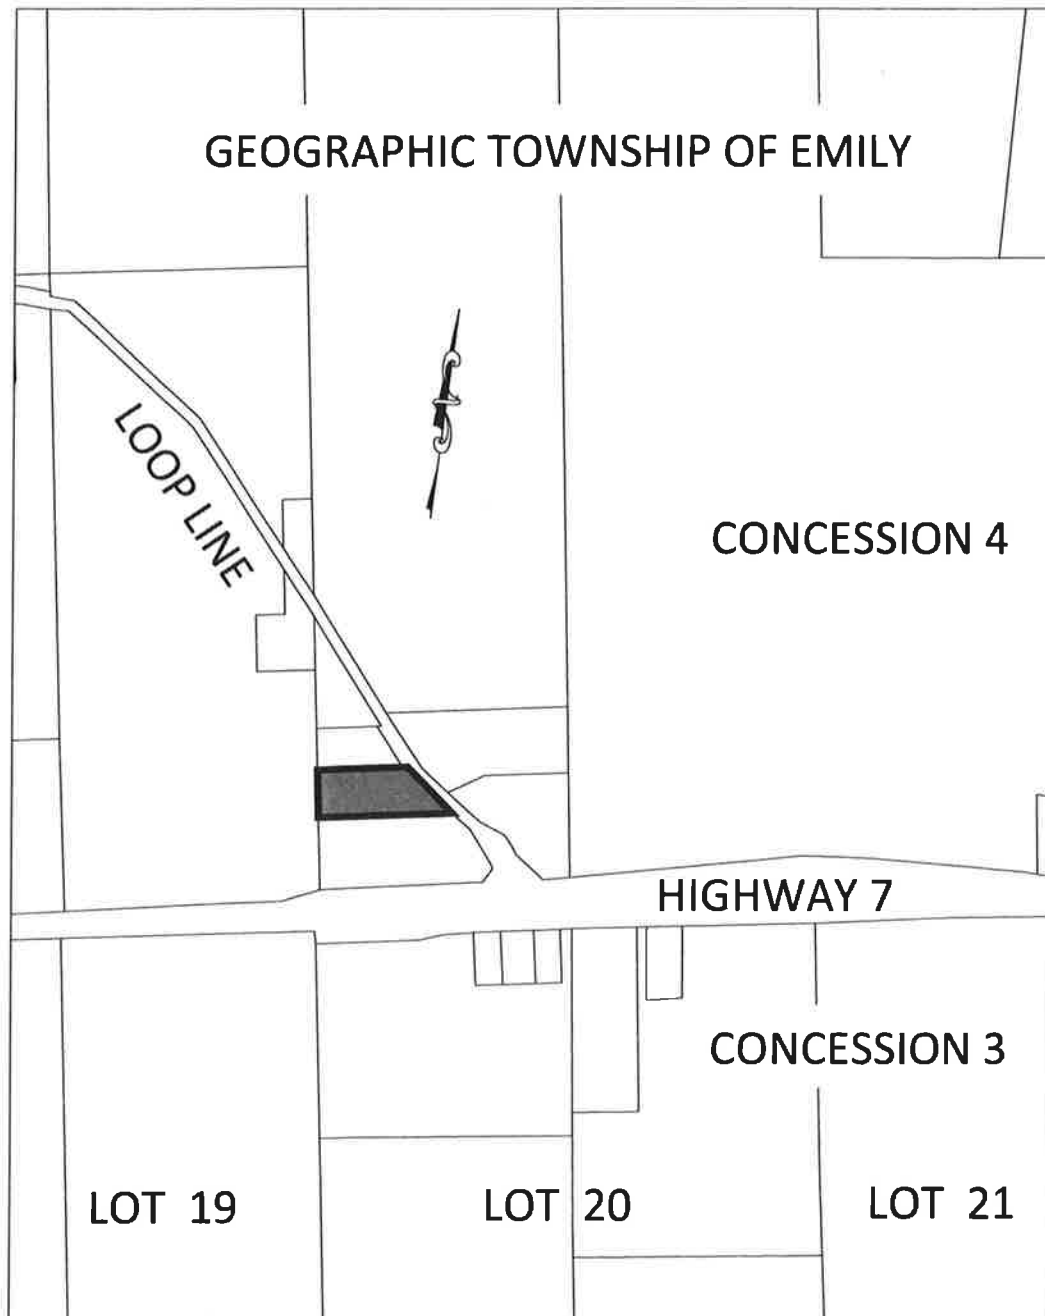 GEOGRAPHIC TOWNSHIP OF EMILY
LOOP LINE
CONCESSION 4
HIGHWAY 7
CONCESSION 3
LOT 19
LOT 20
LOT 21